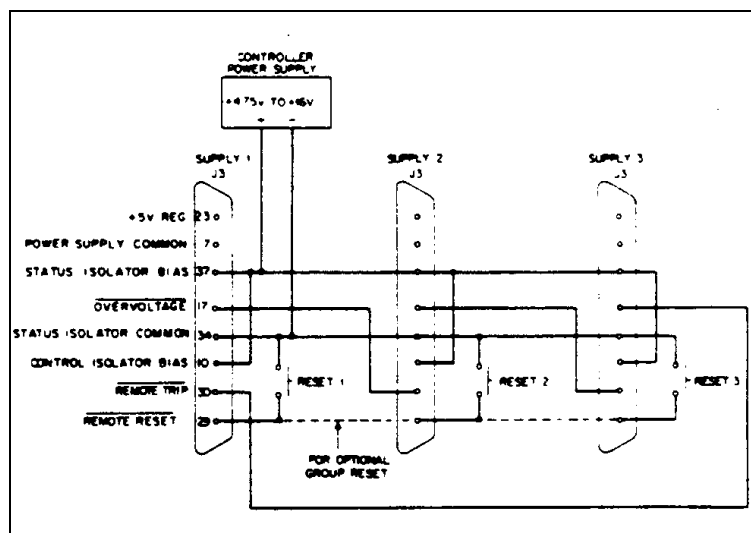 CONTROLLER
POWER SUPPLY
+4.75V TO +16V
+ −
SUPPLY 1
J3
SUPPLY 2
J3
SUPPLY 3
J3
+5V REG 23
POWER SUPPLY COMMON 7
STATUS ISOLATOR BIAS 37
OVERVOLTAGE 17
STATUS ISOLATOR COMMON 34
CONTROL ISOLATOR BIAS 10
REMOTE TRIP 30
REMOTE RESET 29
RESET 1
RESET 2
RESET 3
FOR OPTIONAL
GROUP RESET